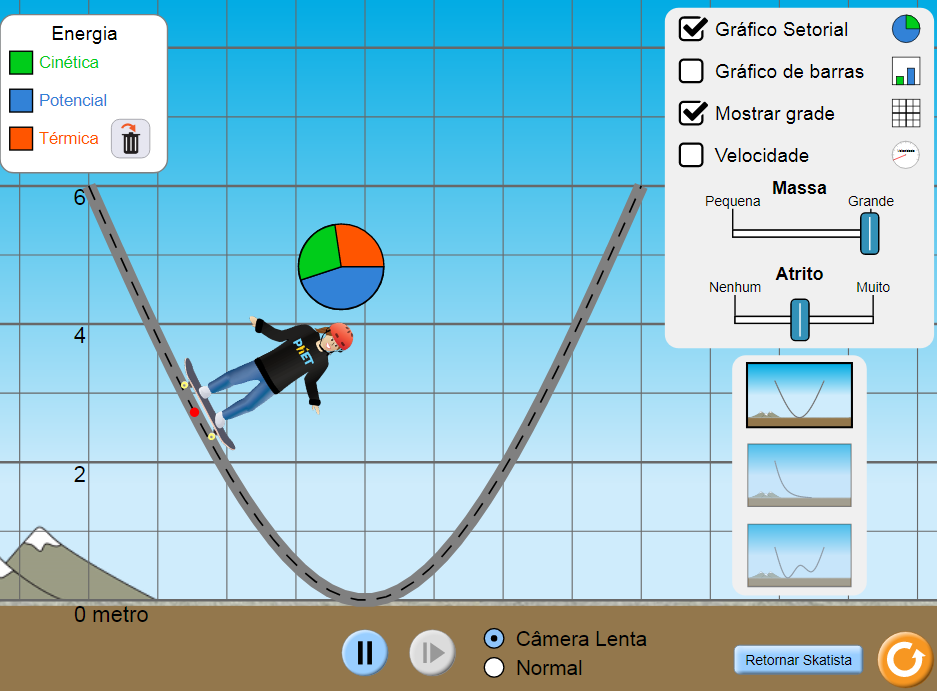 Energia
Cinética
Potencial
Térmica
Gráfico Setorial
Gráfico de barras
Mostrar grade
Velocidade
Velocidade
Massa
Pequena
Grande
Atrito
Nenhum
Muito
6
4
2
0 metro
PhET
Câmera Lenta
Normal
Retornar Skatista